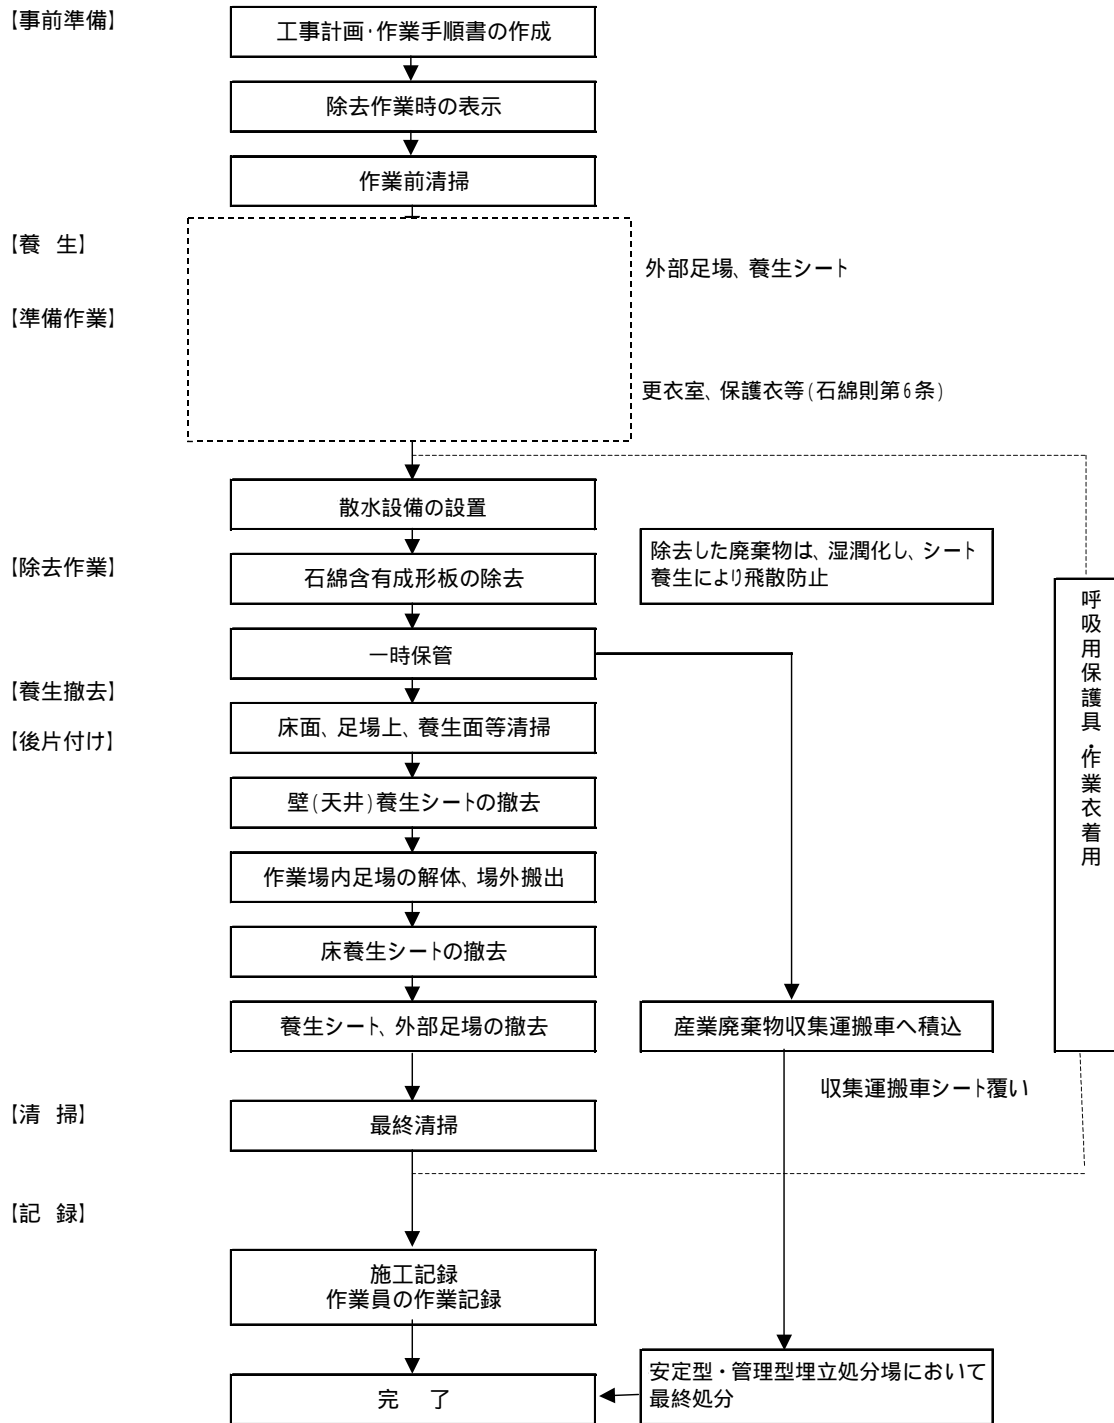 【事前準備】
工事計画・作業手順書の作成
除去作業時の表示
作業前清掃
【養 生】
外部足場、養生シート
【準備作業】
更衣室、保護衣等(石綿則第6条)
散水設備の設置
【除去作業】
石綿含有成形板の除去
除去した廃棄物は、湿潤化し、シート
養生により飛散防止
呼吸用保護具・作業衣着用
一時保管
【養生撤去】
【後片付け】
床面、足場上、養生面等清掃
壁(天井)養生シートの撤去
作業場内足場の解体、場外搬出
床養生シートの撤去
養生シート、外部足場の撤去
産業廃棄物収集運搬車へ積込
収集運搬車シート覆い
【清 掃】
最終清掃
【記 録】
施工記録
作業員の作業記録
安定型・管理型埋立処分場において
最終処分
完 了